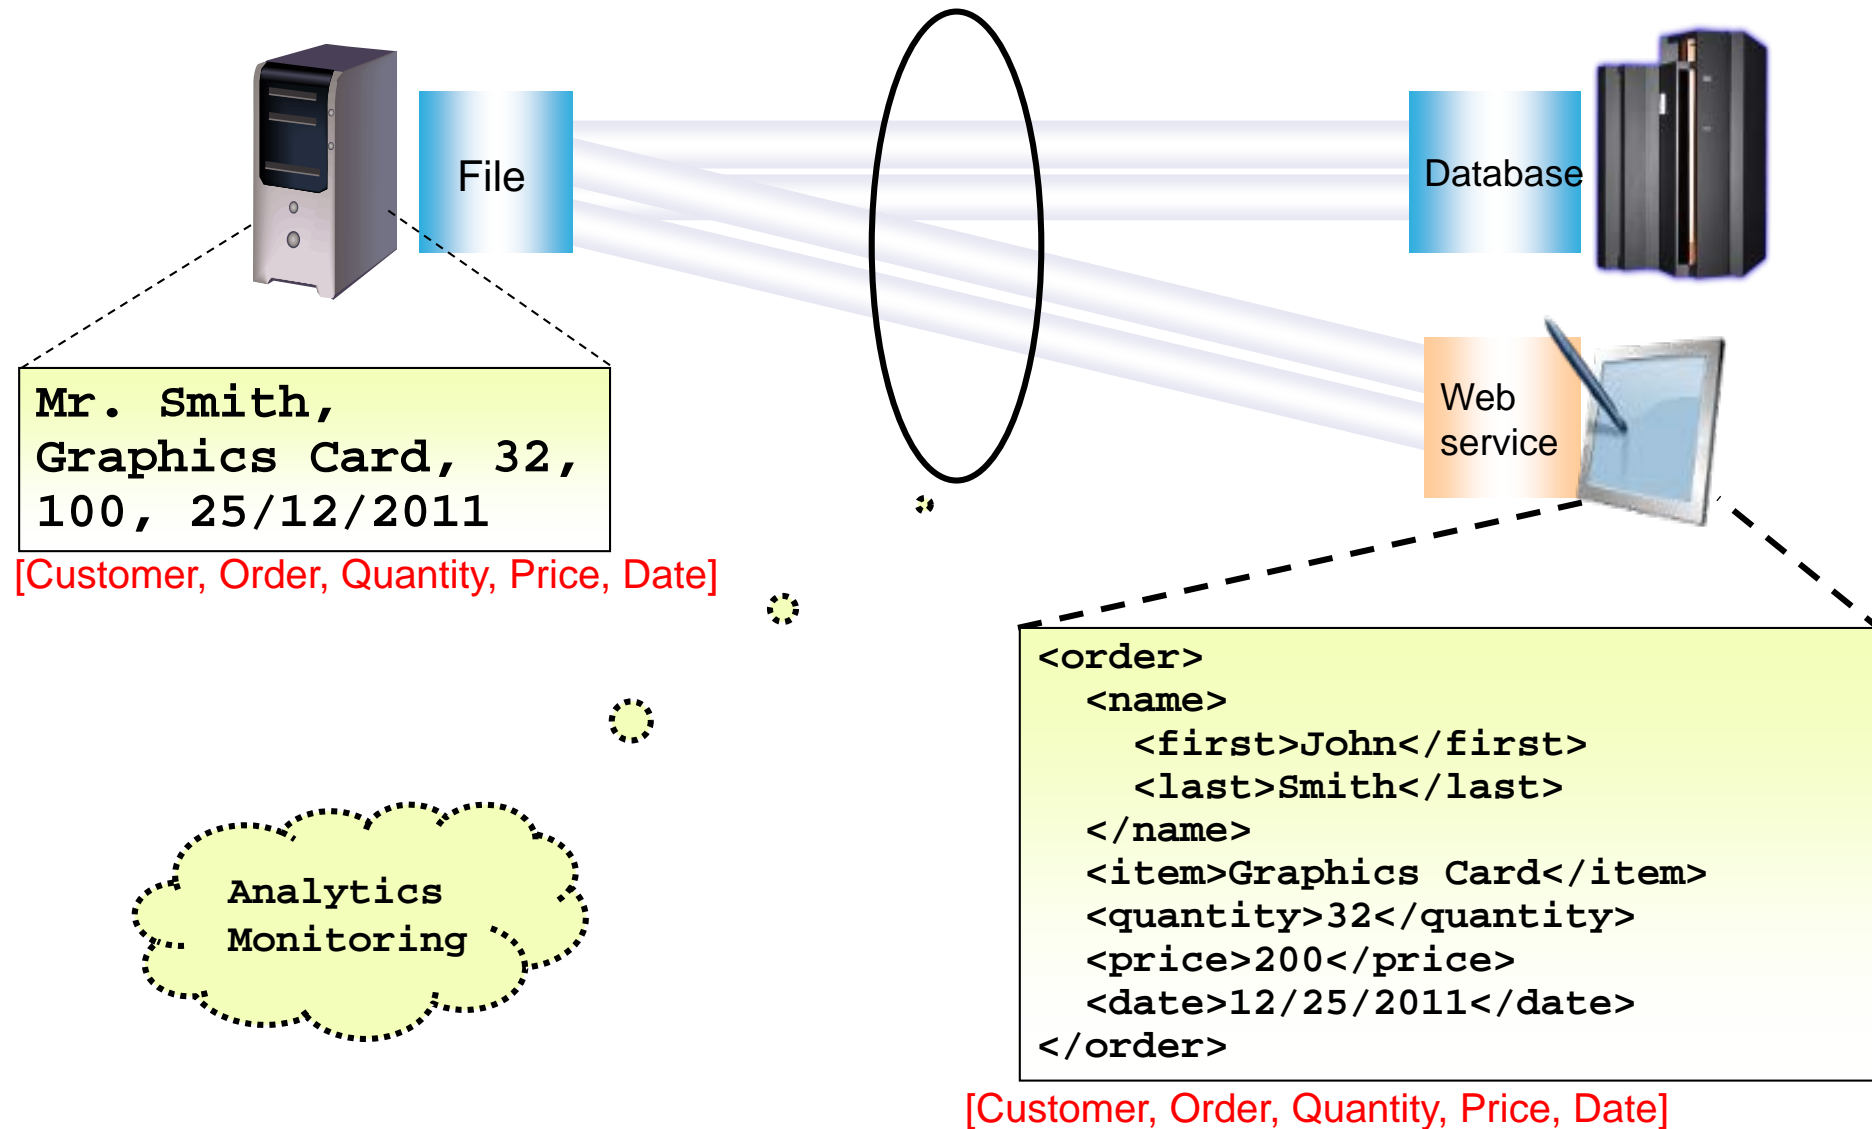 File
Database
Mr. Smith,
Graphics Card, 32,
100, 25/12/2011
[Customer, Order, Quantity, Price, Date]
Web
service
<order>
<name>
<first>John</first>
<last>Smith</last>
</name>
<item>Graphics Card</item>
<quantity>32</quantity>
<price>200</price>
<date>12/25/2011</date>
</order>
[Customer, Order, Quantity, Price, Date]
Analytics
Monitoring